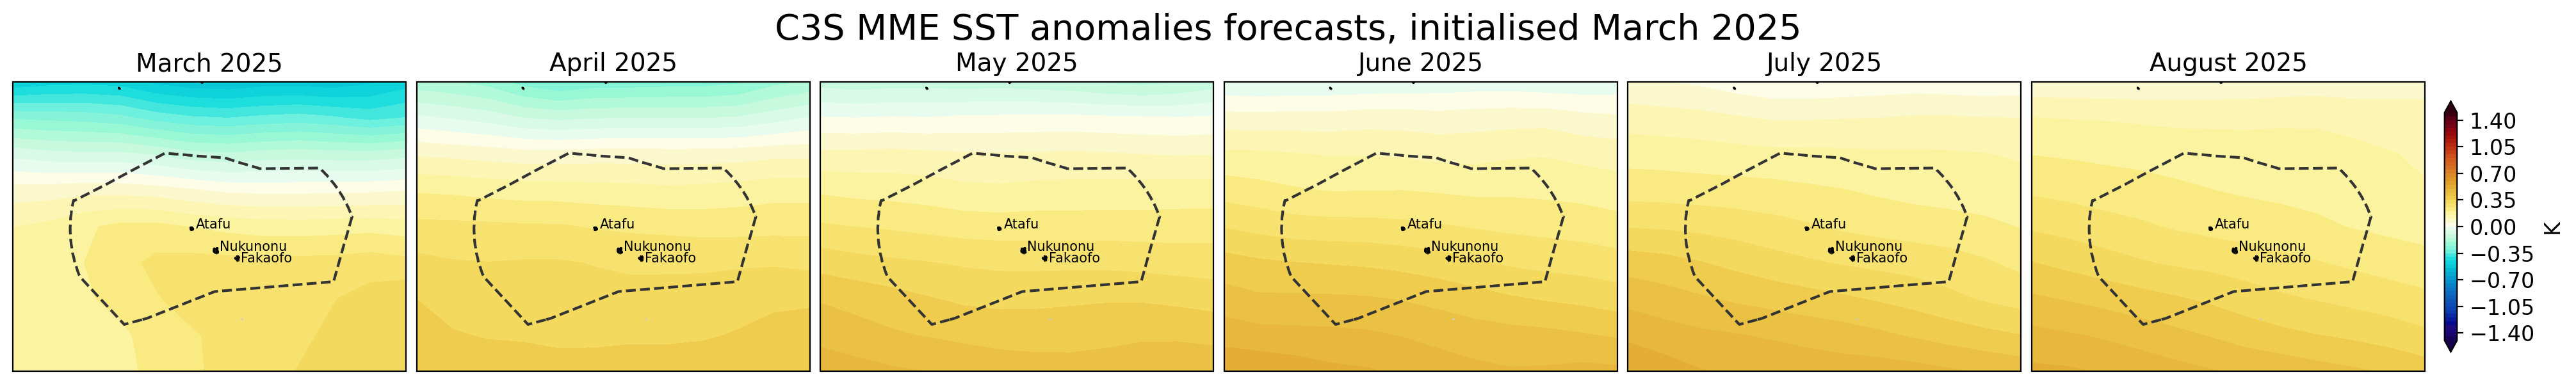 C3S MME SST anomalies forecasts, initialised March 2025
March 2025
Atafu
Nukunonu
Fakaofo
April 2025
Atafu
Nukunonu
Fakaofo
May 2025
Atafu
Nukunonu
Fakaofo
June 2025
Atafu
Nukunonu
Fakaofo
July 2025
Atafu
Nukunonu
Fakaofo
August 2025
Atafu
Nukunonu
Fakaofo
1.40
1.05
0.70
0.35
0.00
−0.35
−0.70
−1.05
−1.40
K